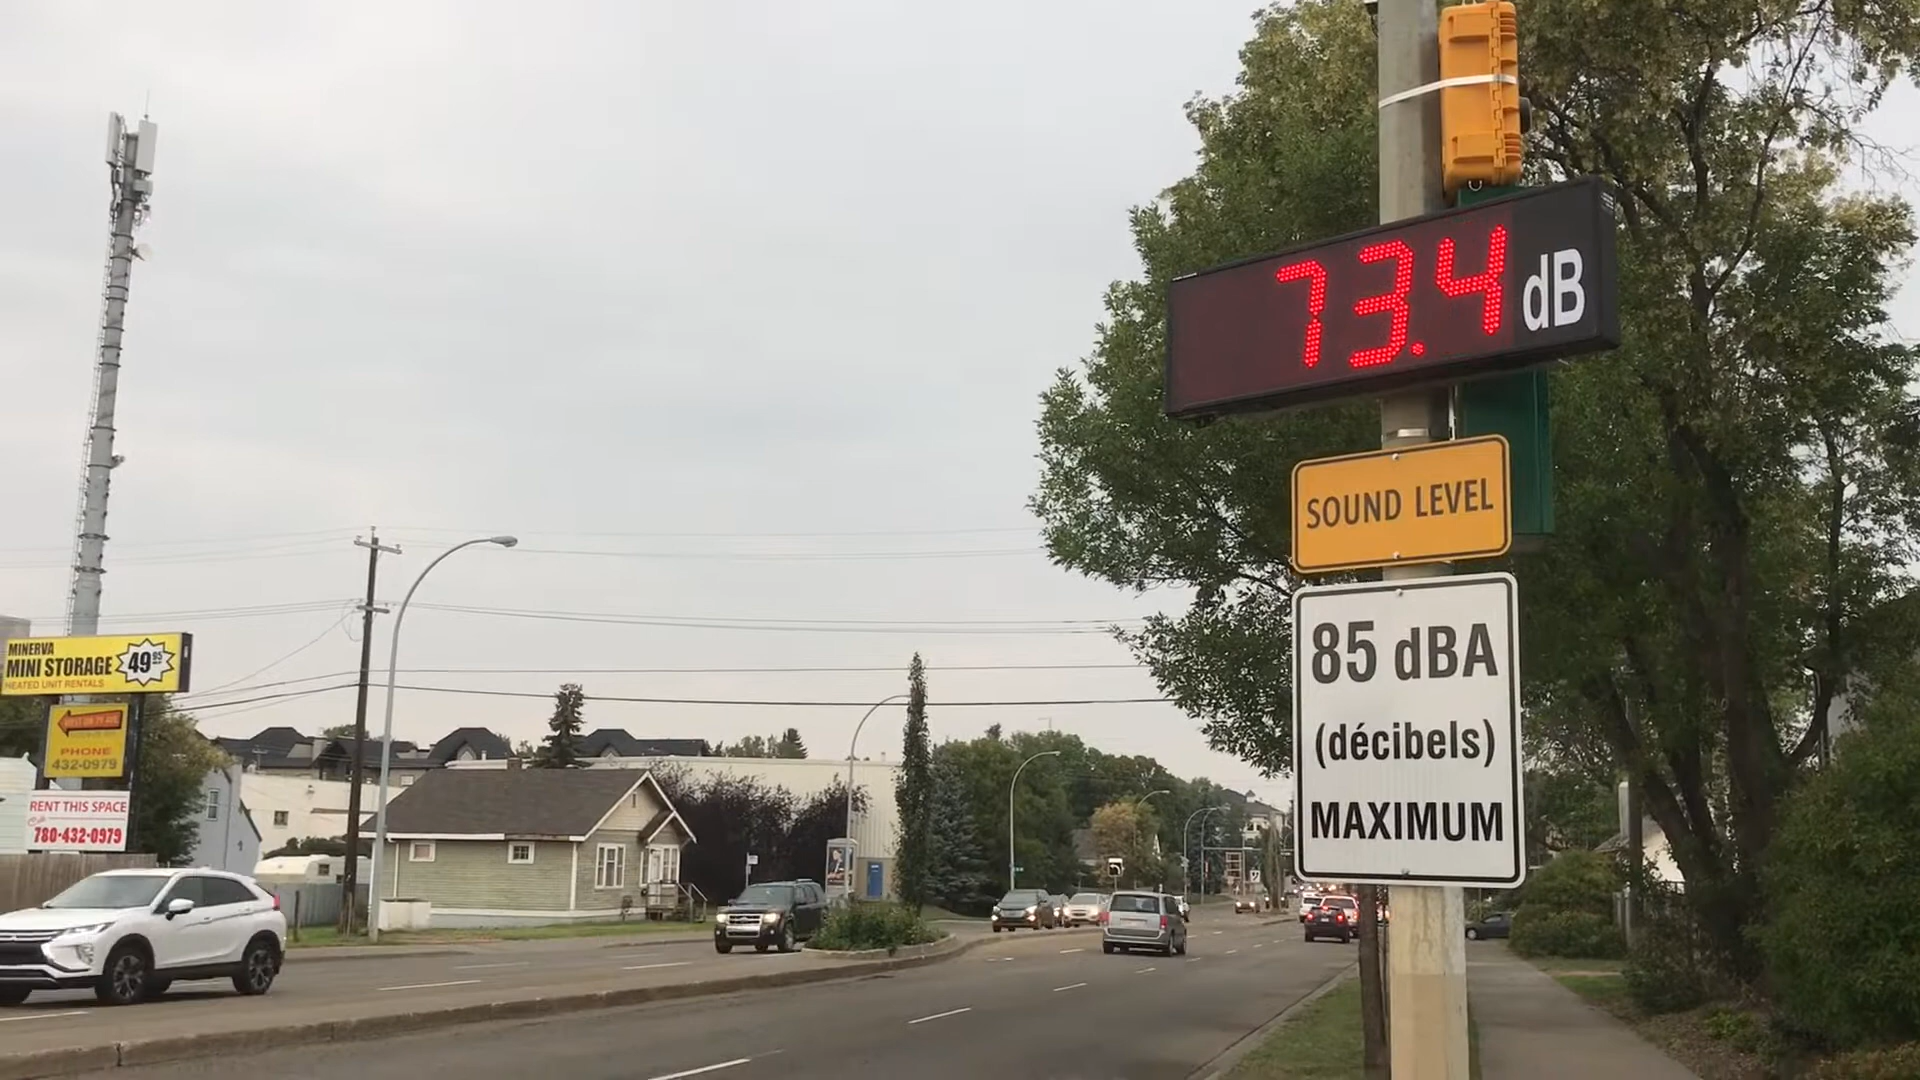 73.4 dB
SOUND LEVEL
85 dBA
(décibels)
MAXIMUM
MINERVA
MINI STORAGE
49 95
HEATED UNIT RENTALS
PHONE
432-0979
RENT THIS SPACE
780-432-0979